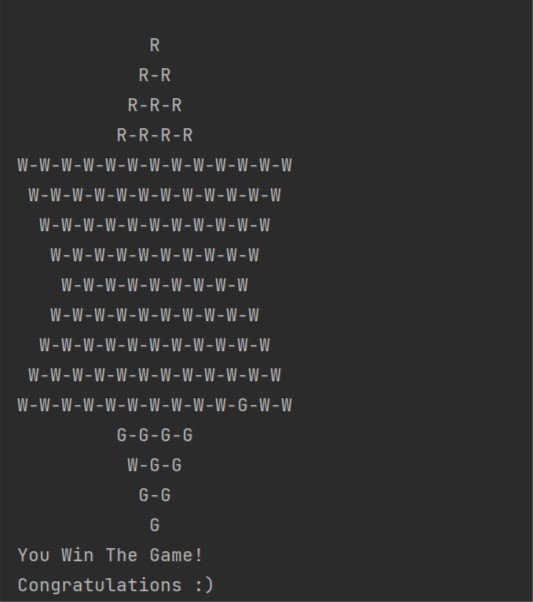 R
R-R
R-R-R
R-R-R-R
W-W-W-W-W-W-W-W-W-W-W-W-W
W-W-W-W-W-W-W-W-W-W-W-W
W-W-W-W-W-W-W-W-W-W-W
W-W-W-W-W-W-W-W-W-W
W-W-W-W-W-W-W-W-W
W-W-W-W-W-W-W-W-W-W
W-W-W-W-W-W-W-W-W-W-W
W-W-W-W-W-W-W-W-W-W-W-W
W-W-W-W-W-W-W-W-W-W-G-W-W
G-G-G-G
W-G-G
G-G
G
You Win The Game!
Congratulations :)